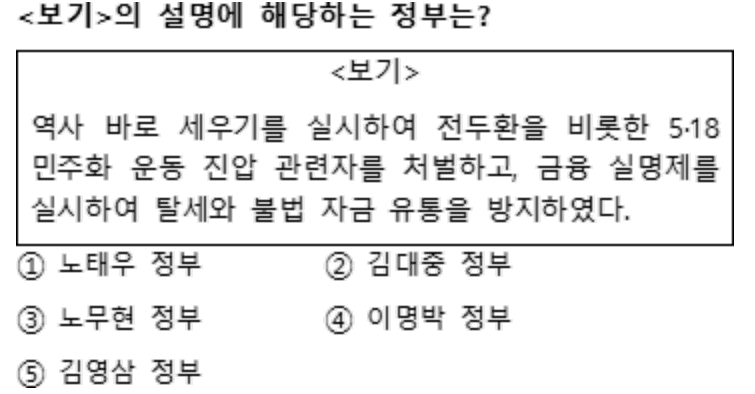 <보기>의 설명에 해당하는 정부는?
<보기>
역사 바로 세우기를 실시하여 전두환을 비롯한 5·18
민주화 운동 진압 관련자를 처벌하고, 금융 실명제를
실시하여 탈세와 불법 자금 유통을 방지하였다.
① 노태우 정부 ② 김대중 정부
③ 노무현 정부 ④ 이명박 정부
⑤ 김영삼 정부